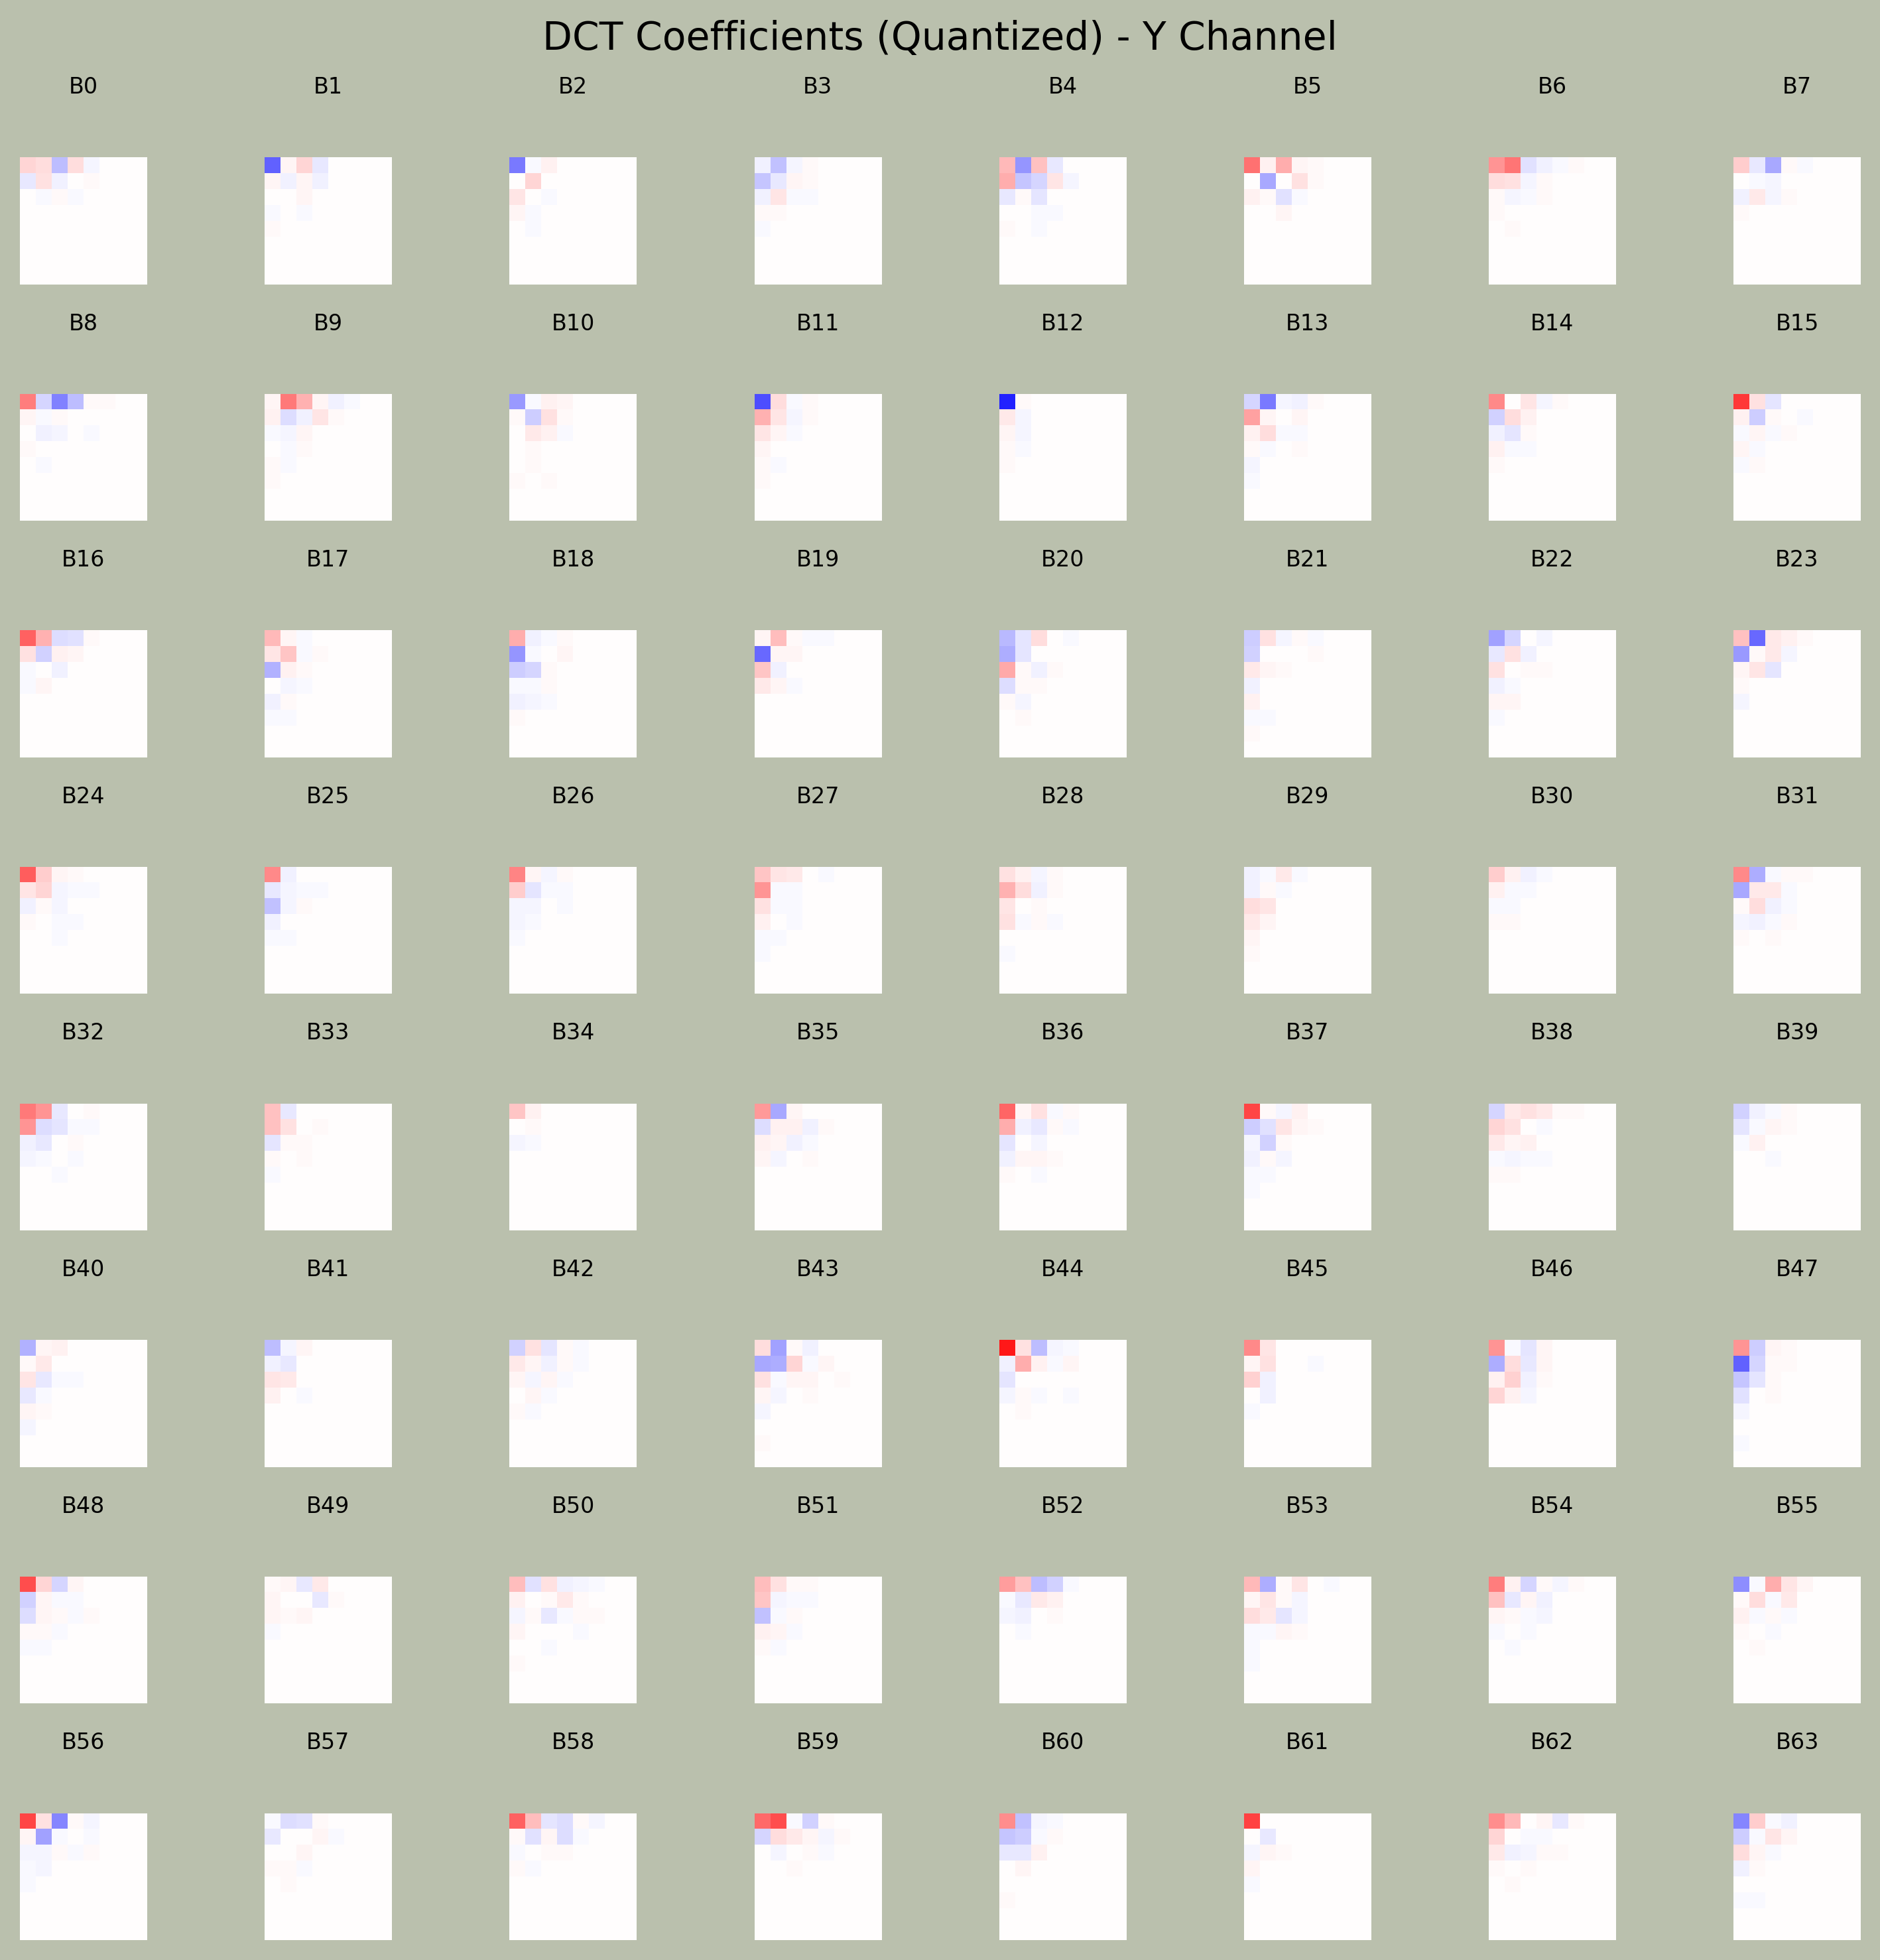 DCT Coefficients (Quantized) - Y Channel
B0 B1 B2 B3 B4 B5 B6 B7
B8 B9 B10 B11 B12 B13 B14 B15
B16 B17 B18 B19 B20 B21 B22 B23
B24 B25 B26 B27 B28 B29 B30 B31
B32 B33 B34 B35 B36 B37 B38 B39
B40 B41 B42 B43 B44 B45 B46 B47
B48 B49 B50 B51 B52 B53 B54 B55
B56 B57 B58 B59 B60 B61 B62 B63